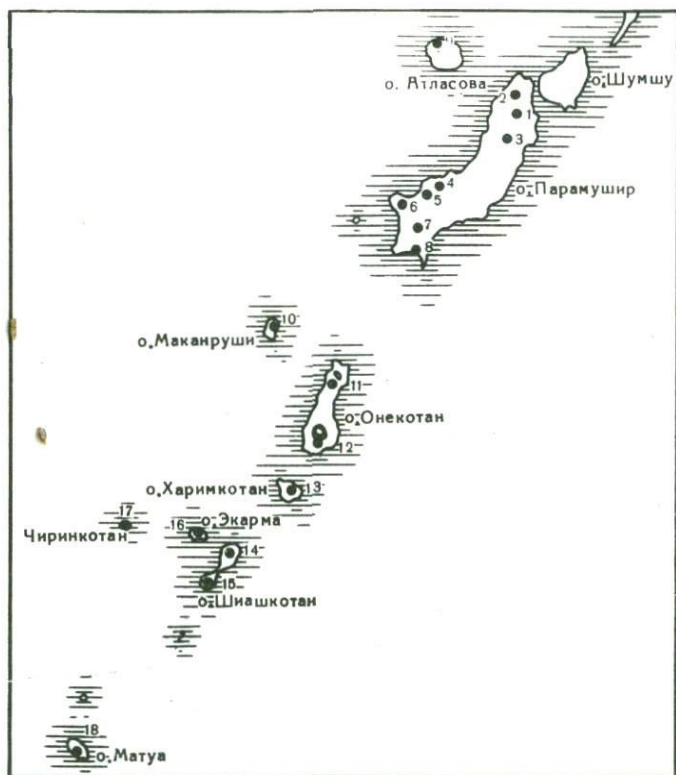 о. Атласова
о. Шумшу
2
1
3
о. Парамушир
4
5
6
7
8
10
о. Маканруши
11
о. Онекотан
12
о. Харимкотан
13
17
16
о. Экарма
Чиринкотан
14
15
о. Шиашкотан
18
о. Матуа